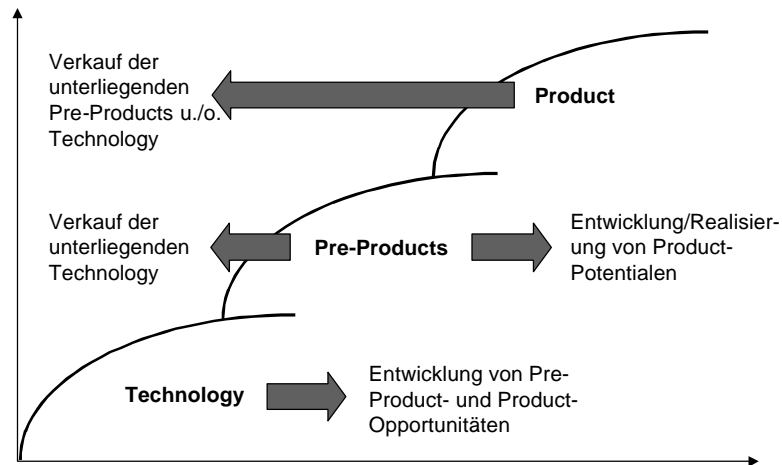 Verkauf der
unterliegenden
Pre-Products u./o.
Technology
Product
Verkauf der
unterliegenden
Technology
Pre-Products
Entwicklung/Realisier-
ung von Product-
Potentialen
Technology
Entwicklung von Pre-
Product- und Product-
Opportunitäten